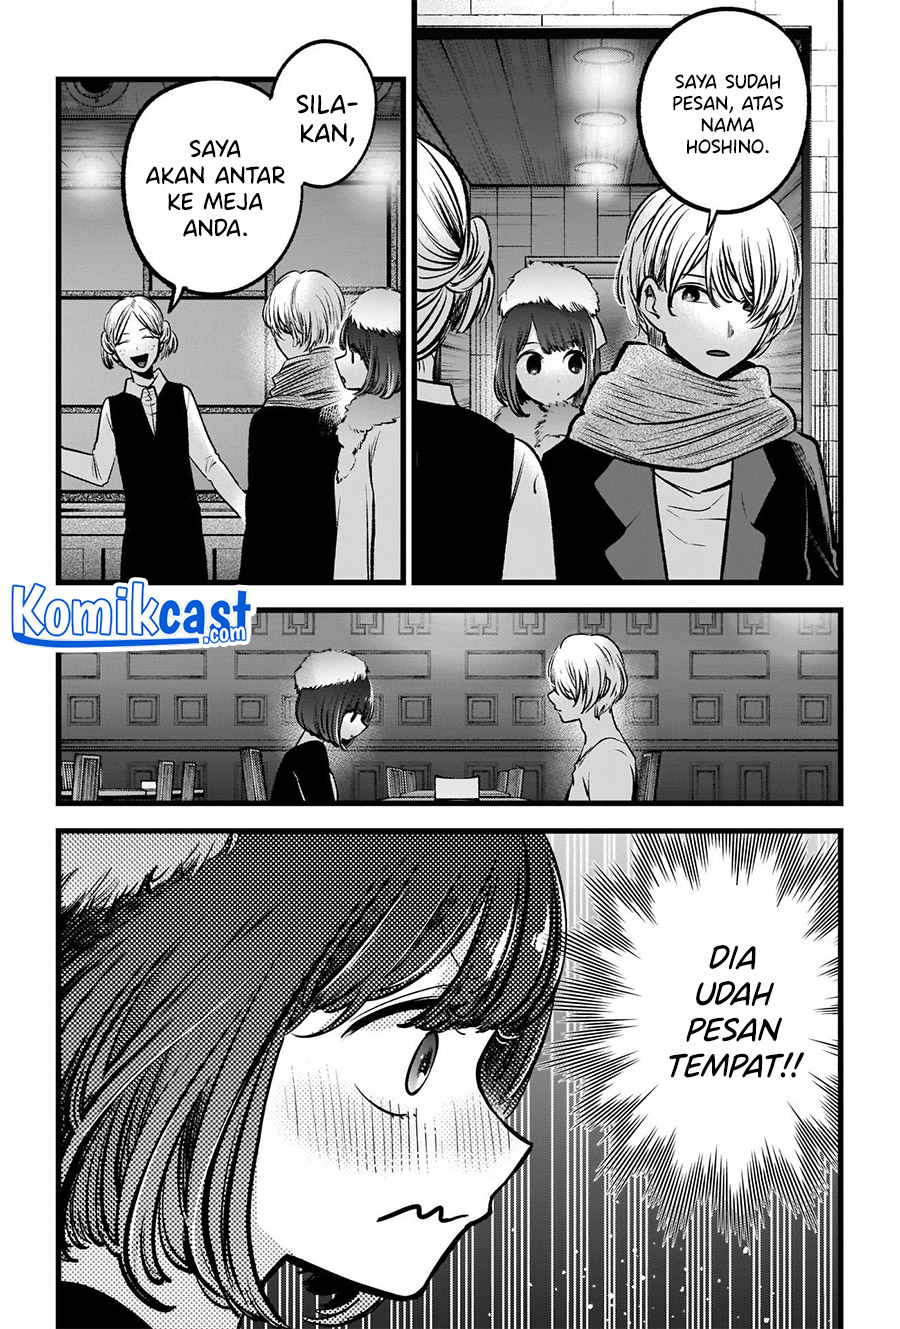 SAYA SUDAH
PESAN, ATAS
NAMA
HOSHINO.
SILA-
KAN,
SAYA
AKAN ANTAR
KE MEJA
ANDA.
Komikcast
.com
DIA
UDAH
PESAN
TEMPAT!!